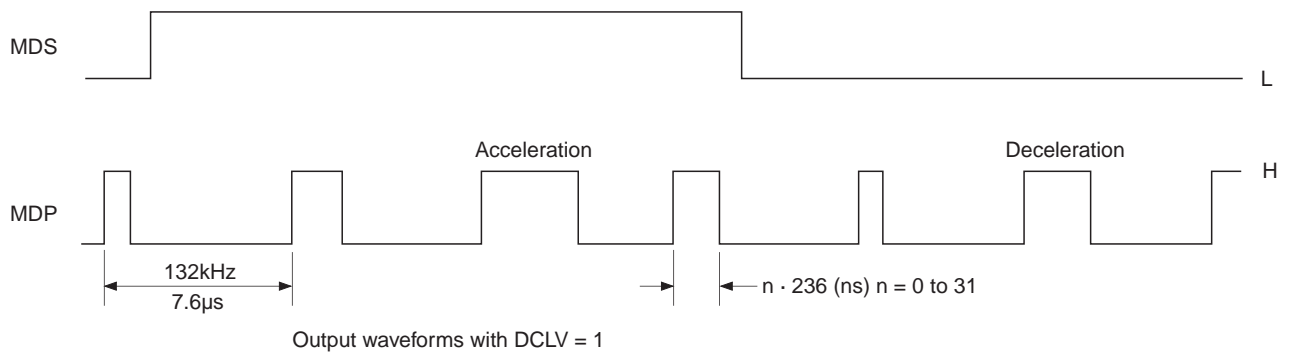 MDS
L
Acceleration
Deceleration
H
MDP
132kHz
7.6μs
n · 236 (ns) n = 0 to 31
Output waveforms with DCLV = 1